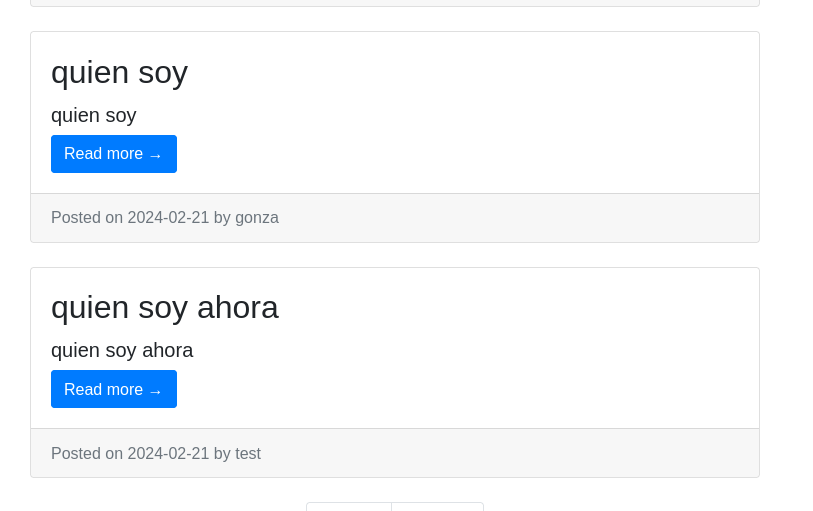 quien soy
quien soy
Read more →
Posted on 2024-02-21 by gonza
quien soy ahora
quien soy ahora
Read more →
Posted on 2024-02-21 by test